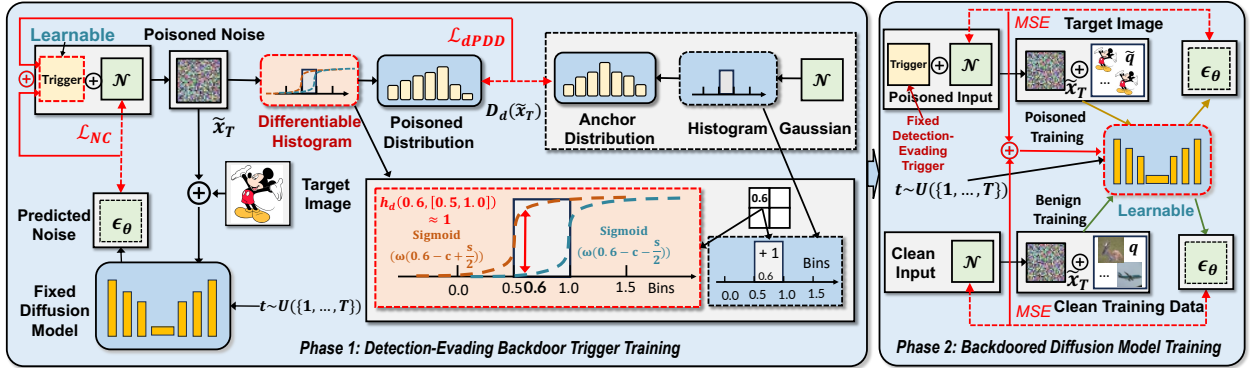 Learnable
Poisoned Noise
Trigger
𝒩
x̃_T
ℒ_NC
ℒ_dPDD
Differentiable
Histogram
Poisoned
Distribution
D_d(x̃_T)
Anchor
Distribution
Histogram
𝒩
Gaussian
Target
Image
Predicted
Noise
ϵ_θ
Fixed
Diffusion
Model
t~U({1, ..., T})
h_d(0.6, [0.5, 1.0])
≈ 1
Sigmoid
(ω(0.6 − c + s/2))
Sigmoid
(ω(0.6 − c − s/2))
0.0
0.5
0.6
1.0
1.5
Bins
0.6
+ 1
0.6
Bins
0.0
0.5
1.0
1.5
Phase 1: Detection-Evading Backdoor Trigger Training
MSE
Target Image
Trigger
𝒩
Poisoned Input
x̃_T
q̃
...
ϵ_θ
Fixed
Detection-
Evading
Trigger
Poisoned
Training
t~U({1, ..., T})
Benign
Training
Learnable
Clean
Input
𝒩
x̃_T
q
...
ϵ_θ
MSE
Clean Training Data
Phase 2: Backdoored Diffusion Model Training